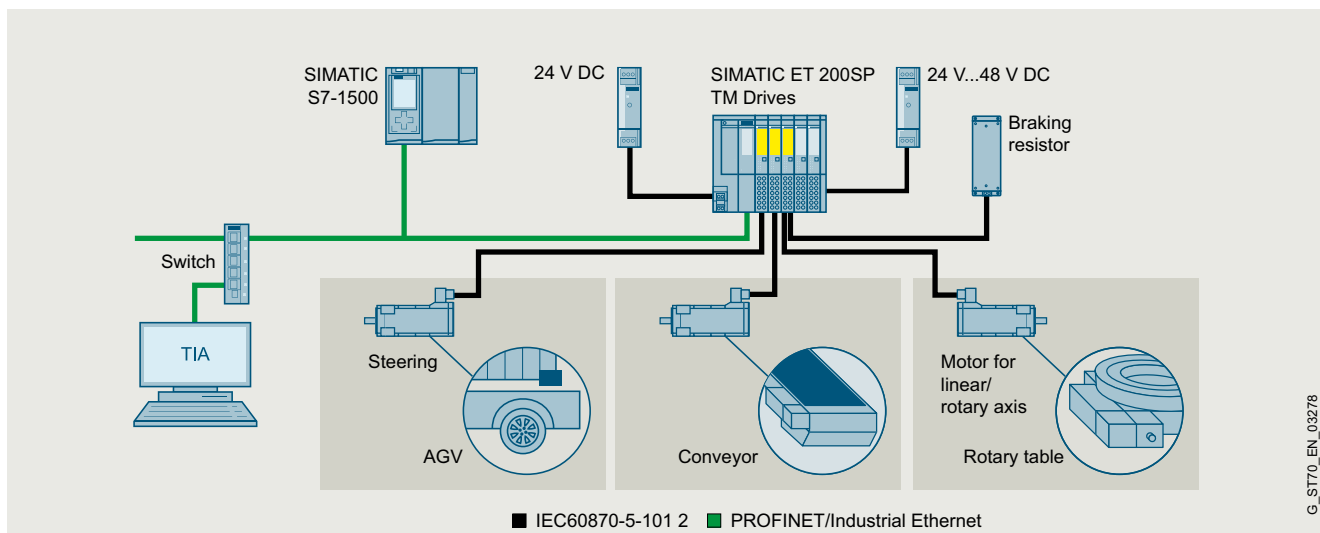 SIMATIC
S7-1500
24 V DC
SIMATIC ET 200SP
TM Drives
24 V...48 V DC
Braking
resistor
Switch
TIA
Steering
AGV
Conveyor
Motor for
linear/
rotary axis
Rotary table
IEC60870-5-101 2
PROFINET/Industrial Ethernet
G_ST70_EN_03278